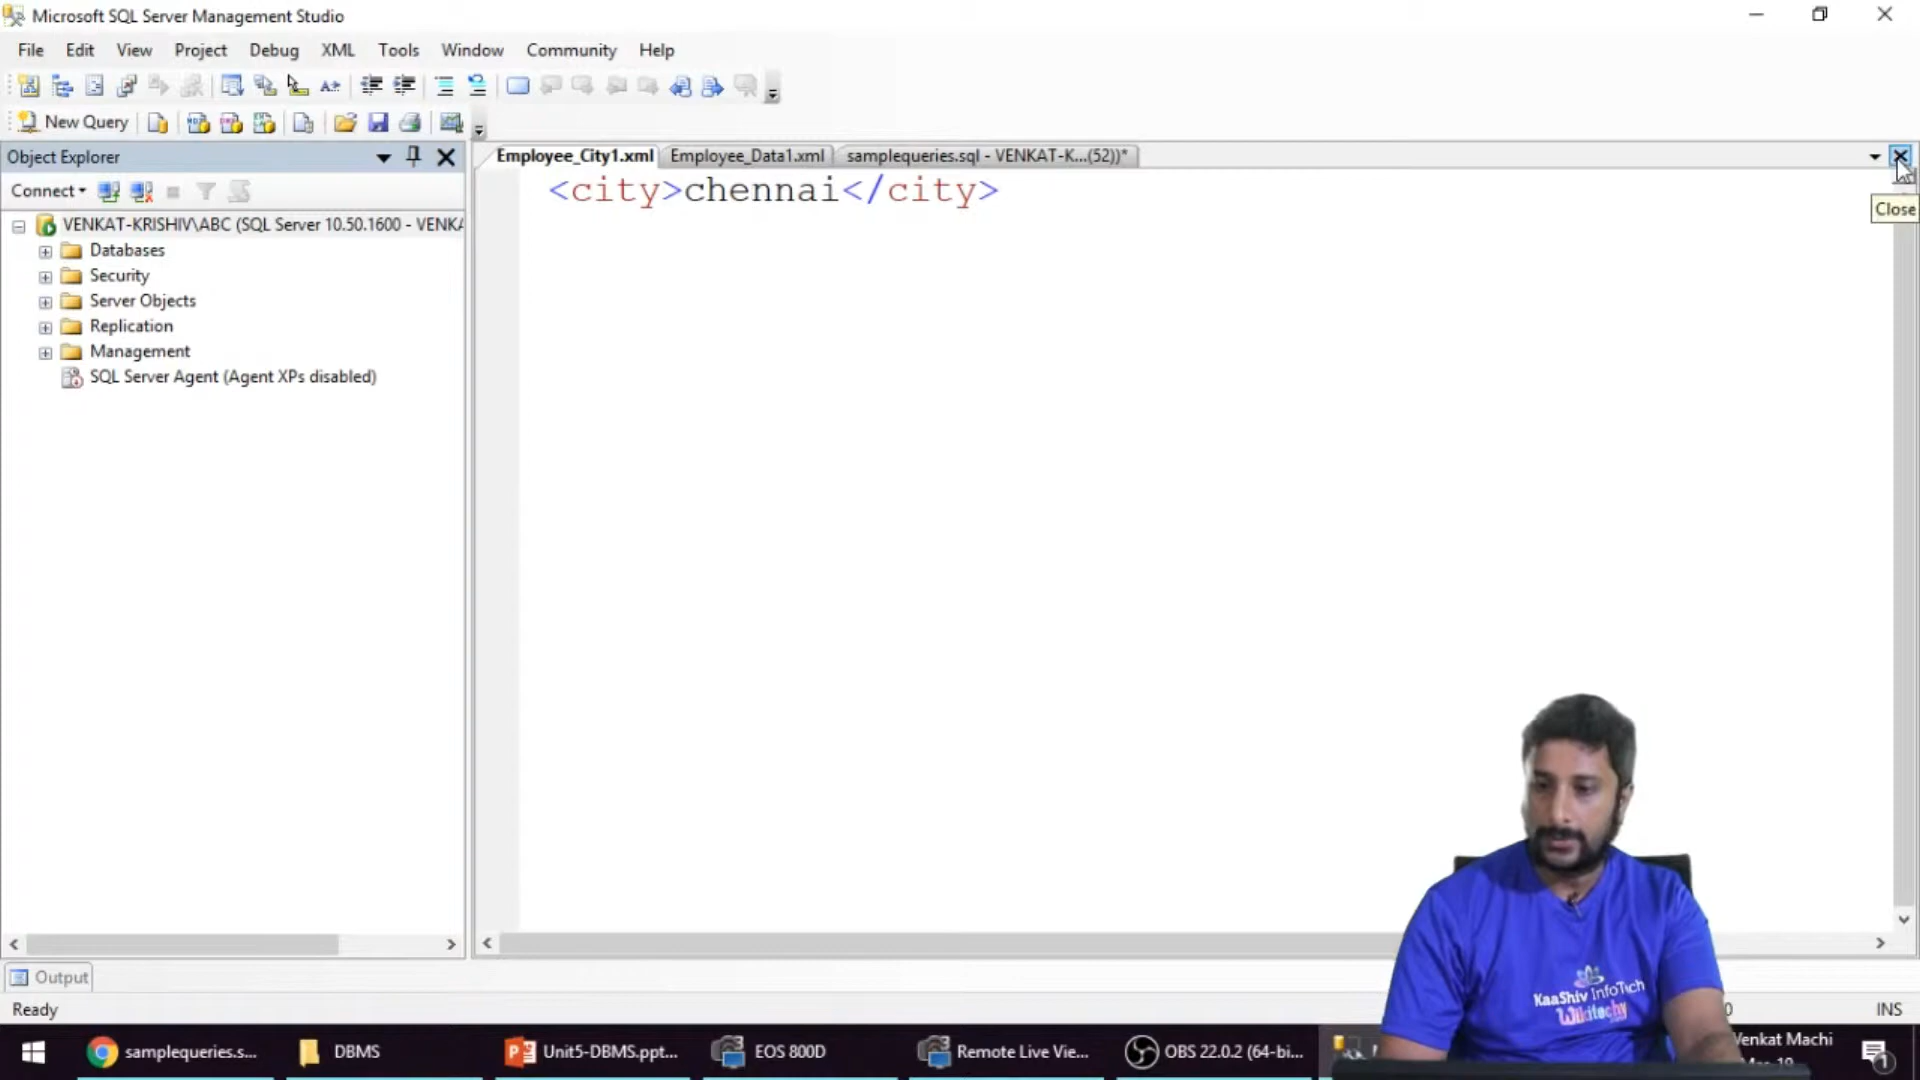 Microsoft SQL Server Management Studio
File Edit View Project Debug XML Tools Window Community Help
New Query
Object Explorer
Employee_City1.xml Employee_Data1.xml samplequeries.sql - VENKAT-K...(52))*
Connect
<city>chennai</city>
Close
VENKAT-KRISHIV\ABC (SQL Server 10.50.1600 - VENKA
Databases
Security
Server Objects
Replication
Management
SQL Server Agent (Agent XPs disabled)
KaaShiv InfoTech
Wikitechy
Output
Ready
INS
samplequeries.s...
DBMS
Unit5-DBMS.ppt...
EOS 800D
Remote Live Vie...
OBS 22.0.2 (64-bi...
Venkat Machi
1